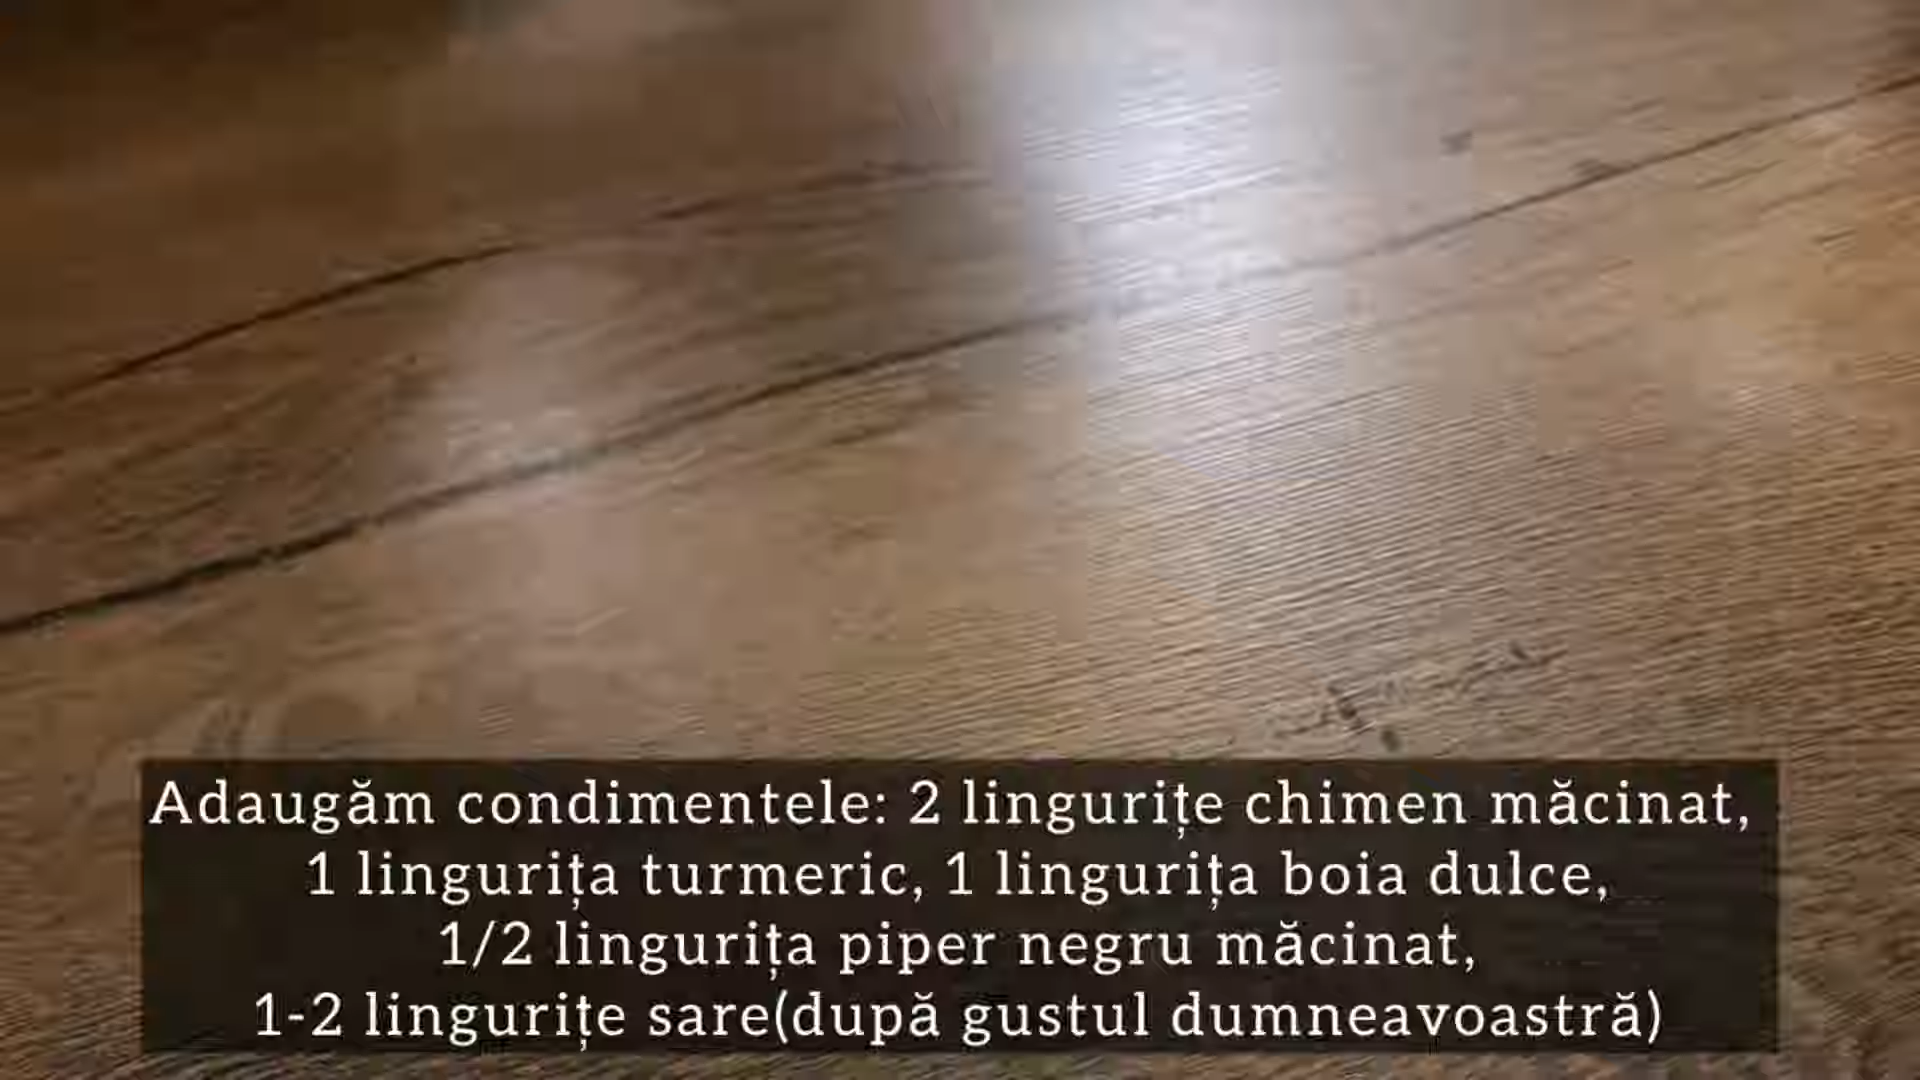 Adaugăm condimentele: 2 lingurițe chimen măcinat,
1 lingurița turmeric, 1 lingurița boia dulce,
1/2 lingurița piper negru măcinat,
1-2 lingurițe sare(după gustul dumneavoastră)